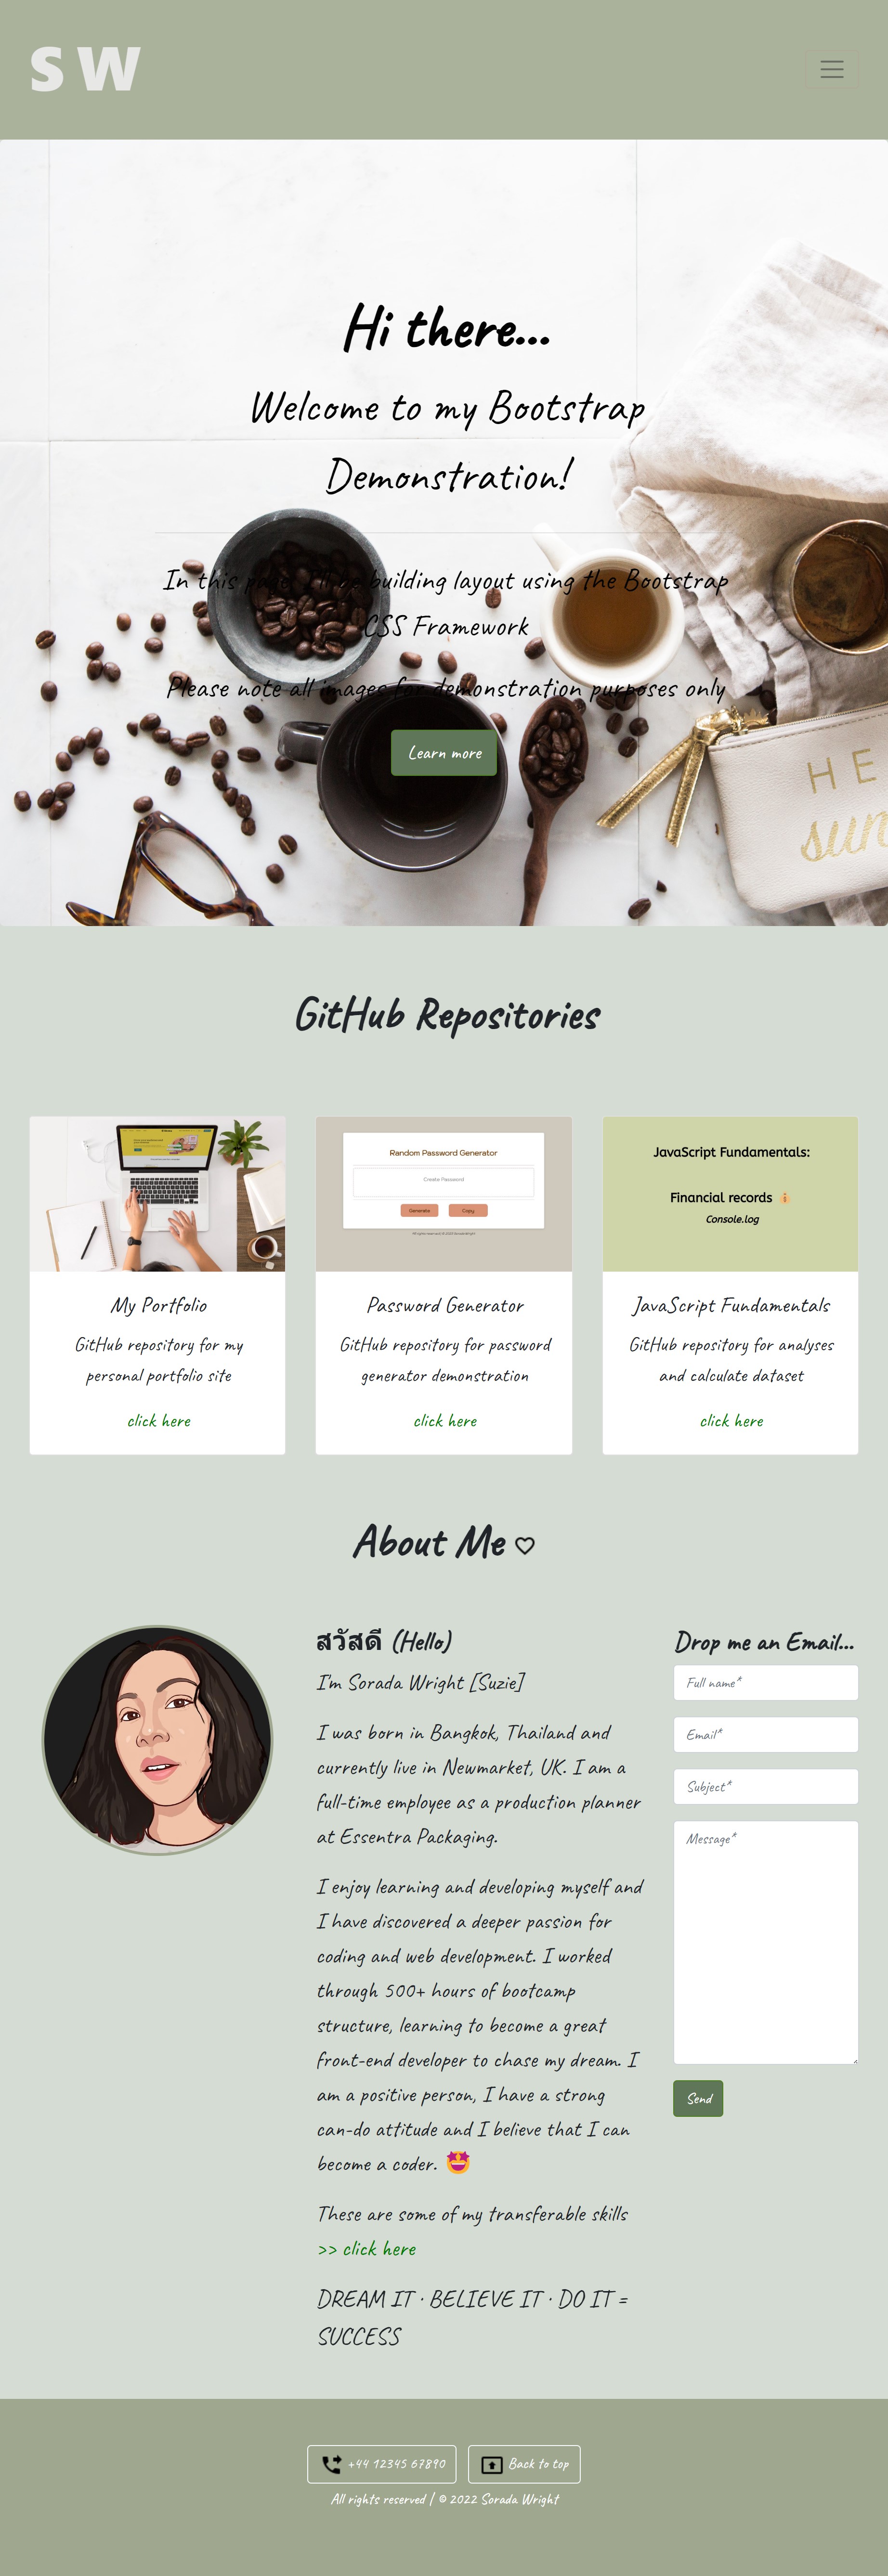 S W
Hi there...
Welcome to my Bootstrap
Demonstration!
In this page, I'll be building layout using the Bootstrap
CSS Framework
Please note all images for demonstration purposes only
Learn more
HE
sun
GitHub Repositories
Random Password Generator
Create Password
Generate
Copy
JavaScript Fundamentals:
Financial records
Console.log
My Portfolio
GitHub repository for my
personal portfolio site
click here
Password Generator
GitHub repository for password
generator demonstration
click here
JavaScript Fundamentals
GitHub repository for analyses
and calculate dataset
click here
About Me
สวัสดี (Hello)
I'm Sorada Wright [Suzie]
I was born in Bangkok, Thailand and
currently live in Newmarket, UK. I am a
full-time employee as a production planner
at Essentra Packaging.
I enjoy learning and developing myself and
I have discovered a deeper passion for
coding and web development. I worked
through 500+ hours of bootcamp
structure, learning to become a great
front-end developer to chase my dream. I
am a positive person, I have a strong
can-do attitude and I believe that I can
become a coder. 🤩
These are some of my transferable skills
>> click here
DREAM IT · BELIEVE IT · DO IT =
SUCCESS
Drop me an Email...
Full name*
Email*
Subject*
Message*
Send
+44 12345 67890
Back to top
All rights reserved | © 2022 Sorada Wright